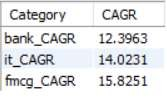 Category CAGR
bank_CAGR 12.3963
it_CAGR 14.0231
fmcg_CAGR 15.8251